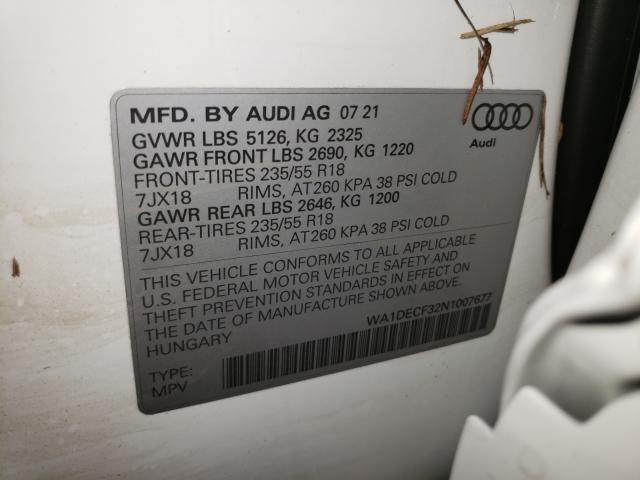 MFD. BY AUDI AG 07 21
GVWR LBS 5126, KG 2325
GAWR FRONT LBS 2690, KG 1220
FRONT-TIRES 235/55 R18
7JX18 RIMS, AT260 KPA 38 PSI COLD
GAWR REAR LBS 2646, KG 1200
REAR-TIRES 235/55 R18
7JX18 RIMS, AT260 KPA 38 PSI COLD
Audi
THIS VEHICLE CONFORMS TO ALL APPLICABLE
U.S. FEDERAL MOTOR VEHICLE SAFETY AND
THEFT PREVENTION STANDARDS IN EFFECT ON
THE DATE OF MANUFACTURE SHOWN ABOVE
HUNGARY
WA1DECF32N1007677
TYPE:
MPV